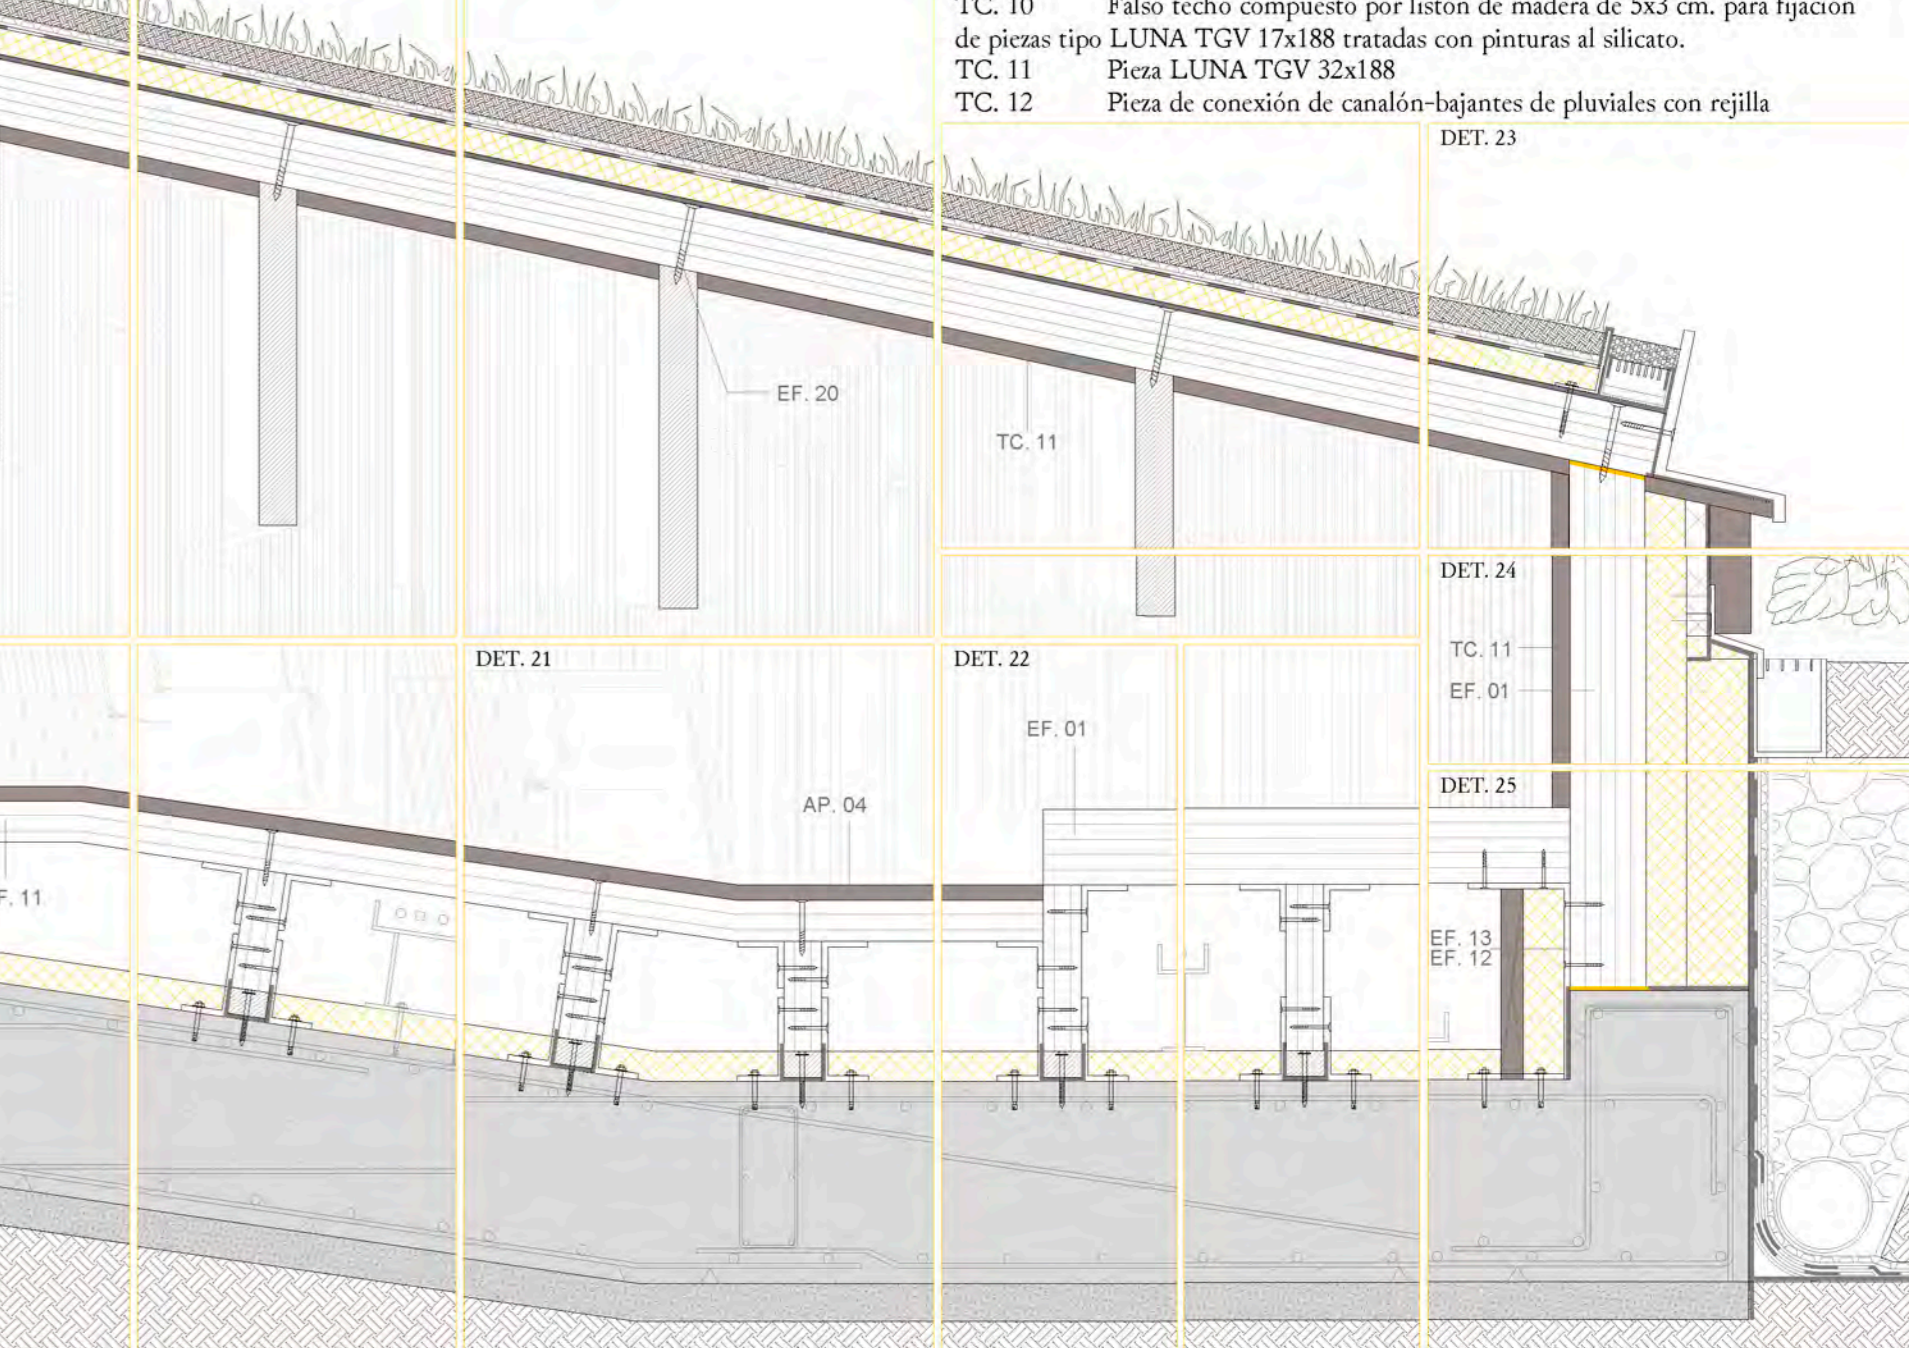 TC. 10 Falso techo compuesto por listón de madera de 5x3 cm. para fijación
de piezas tipo LUNA TGV 17x188 tratadas con pinturas al silicato.
TC. 11 Pieza LUNA TGV 32x188
TC. 12 Pieza de conexión de canalón-bajantes de pluviales con rejilla
DET. 23
EF. 20
TC. 11
DET. 24
TC. 11
EF. 01
DET. 21
DET. 22
EF. 01
DET. 25
AP. 04
F. 11
EF. 13
EF. 12